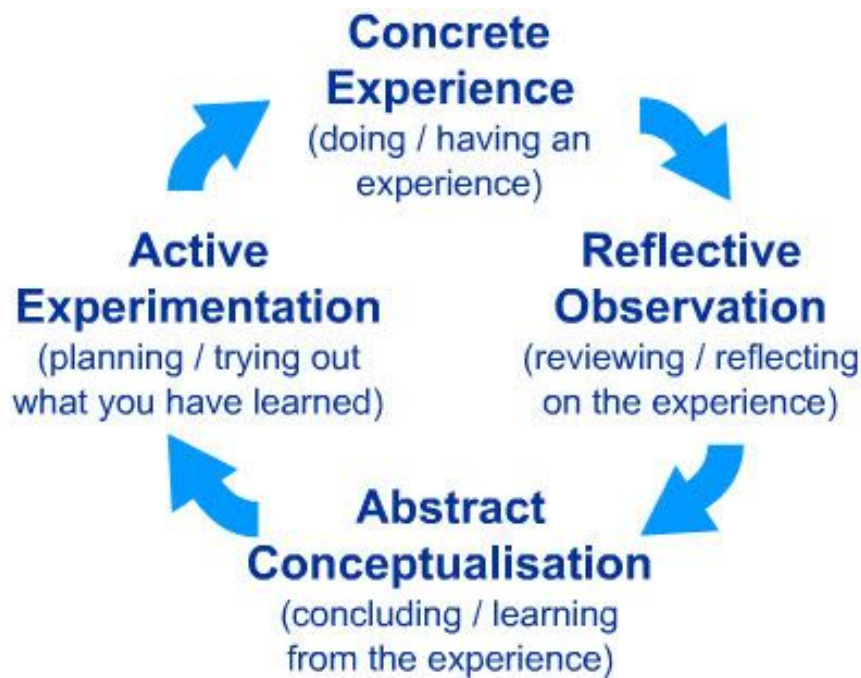 Concrete
Experience
(doing / having an
experience)
Reflective
Observation
(reviewing / reflecting
on the experience)
Abstract
Conceptualisation
(concluding / learning
from the experience)
Active
Experimentation
(planning / trying out
what you have learned)